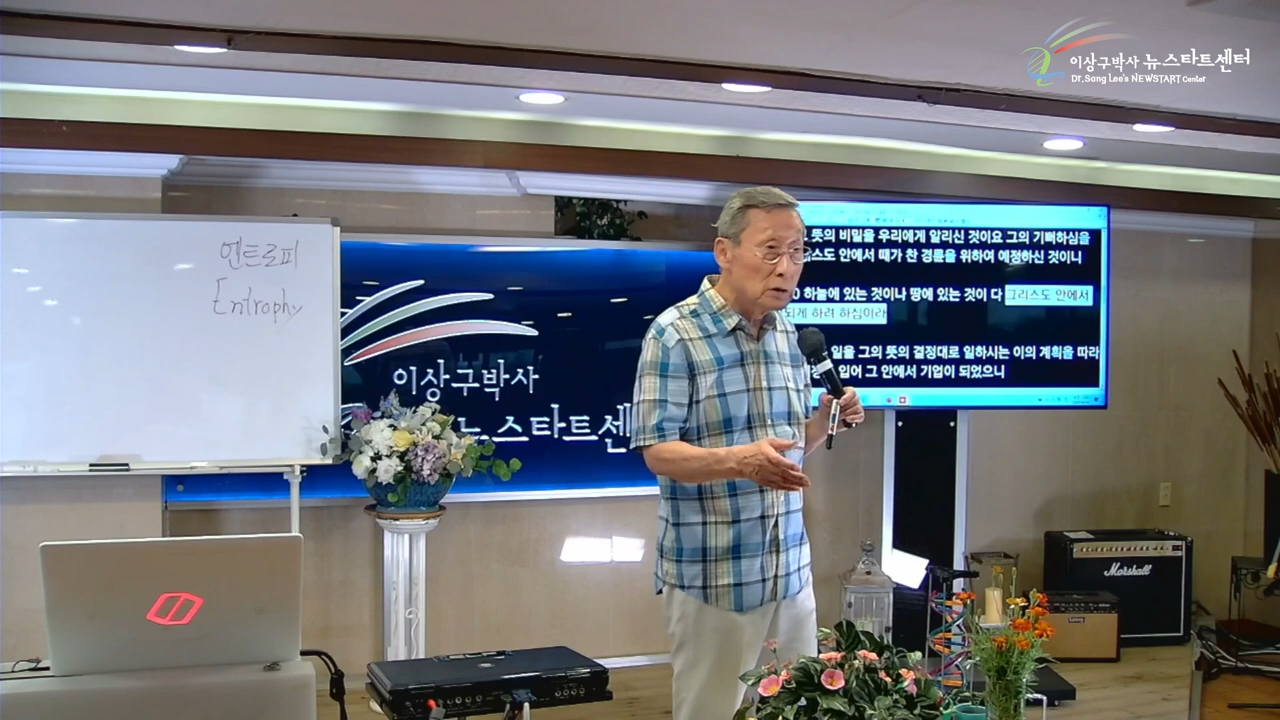 이상구박사 뉴스타트센터
Dr. Sang Lee's NEWSTART Center
엔트로피
Entrophy
이상구박사
뉴스타트센
뜻의 비밀을 우리에게 알리신 것이요 그의 기뻐하심을
안에서 때가 찬 경륜을 위하여 예정하신 것이니
하늘에 있는 것이나 땅에 있는 것이 다 그리스도 안에서
되게 하려 하심이라
일을 그의 뜻의 결정대로 일하시는 이의 계획을 따라
입어 그 안에서 기업이 되었으니
Marshall